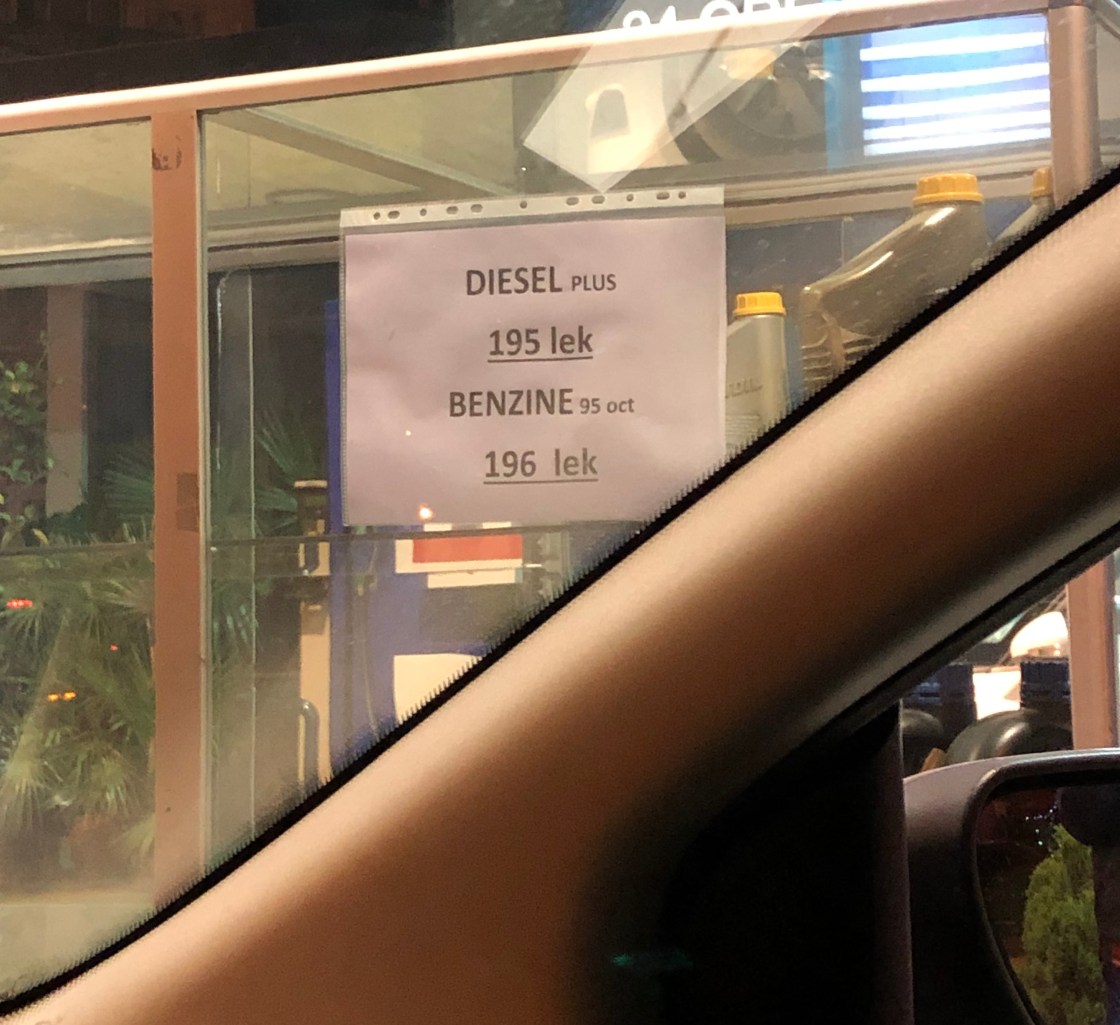 DIESEL PLUS
195 lek
BENZINE 95 oct
196 lek